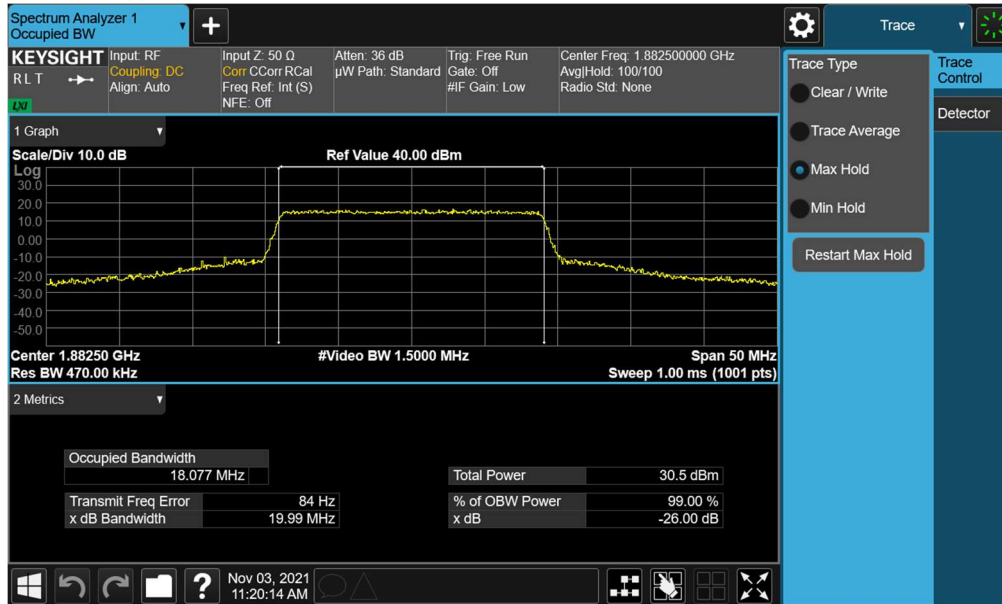 Spectrum Analyzer 1
Occupied BW
+
Trace
KEYSIGHT
R L T
LXI
Input: RF
Coupling: DC
Align: Auto
Input Z: 50 Ω
Corr CCorr RCal
Freq Ref: Int (S)
NFE: Off
Atten: 36 dB
µW Path: Standard
Trig: Free Run
Gate: Off
#IF Gain: Low
Center Freq: 1.882500000 GHz
Avg|Hold: 100/100
Radio Std: None
Trace Type
Clear / Write
Trace Average
Max Hold
Min Hold
Restart Max Hold
Trace
Control
Detector
1 Graph
Scale/Div 10.0 dB
Ref Value 40.00 dBm
Log
30.0
20.0
10.0
0.00
-10.0
-20.0
-30.0
-40.0
-50.0
Center 1.88250 GHz
#Video BW 1.5000 MHz
Span 50 MHz
Res BW 470.00 kHz
Sweep 1.00 ms (1001 pts)
2 Metrics
Occupied Bandwidth
18.077 MHz
Total Power 30.5 dBm
Transmit Freq Error 84 Hz
% of OBW Power 99.00 %
x dB Bandwidth 19.99 MHz
x dB -26.00 dB
?
Nov 03, 2021
11:20:14 AM